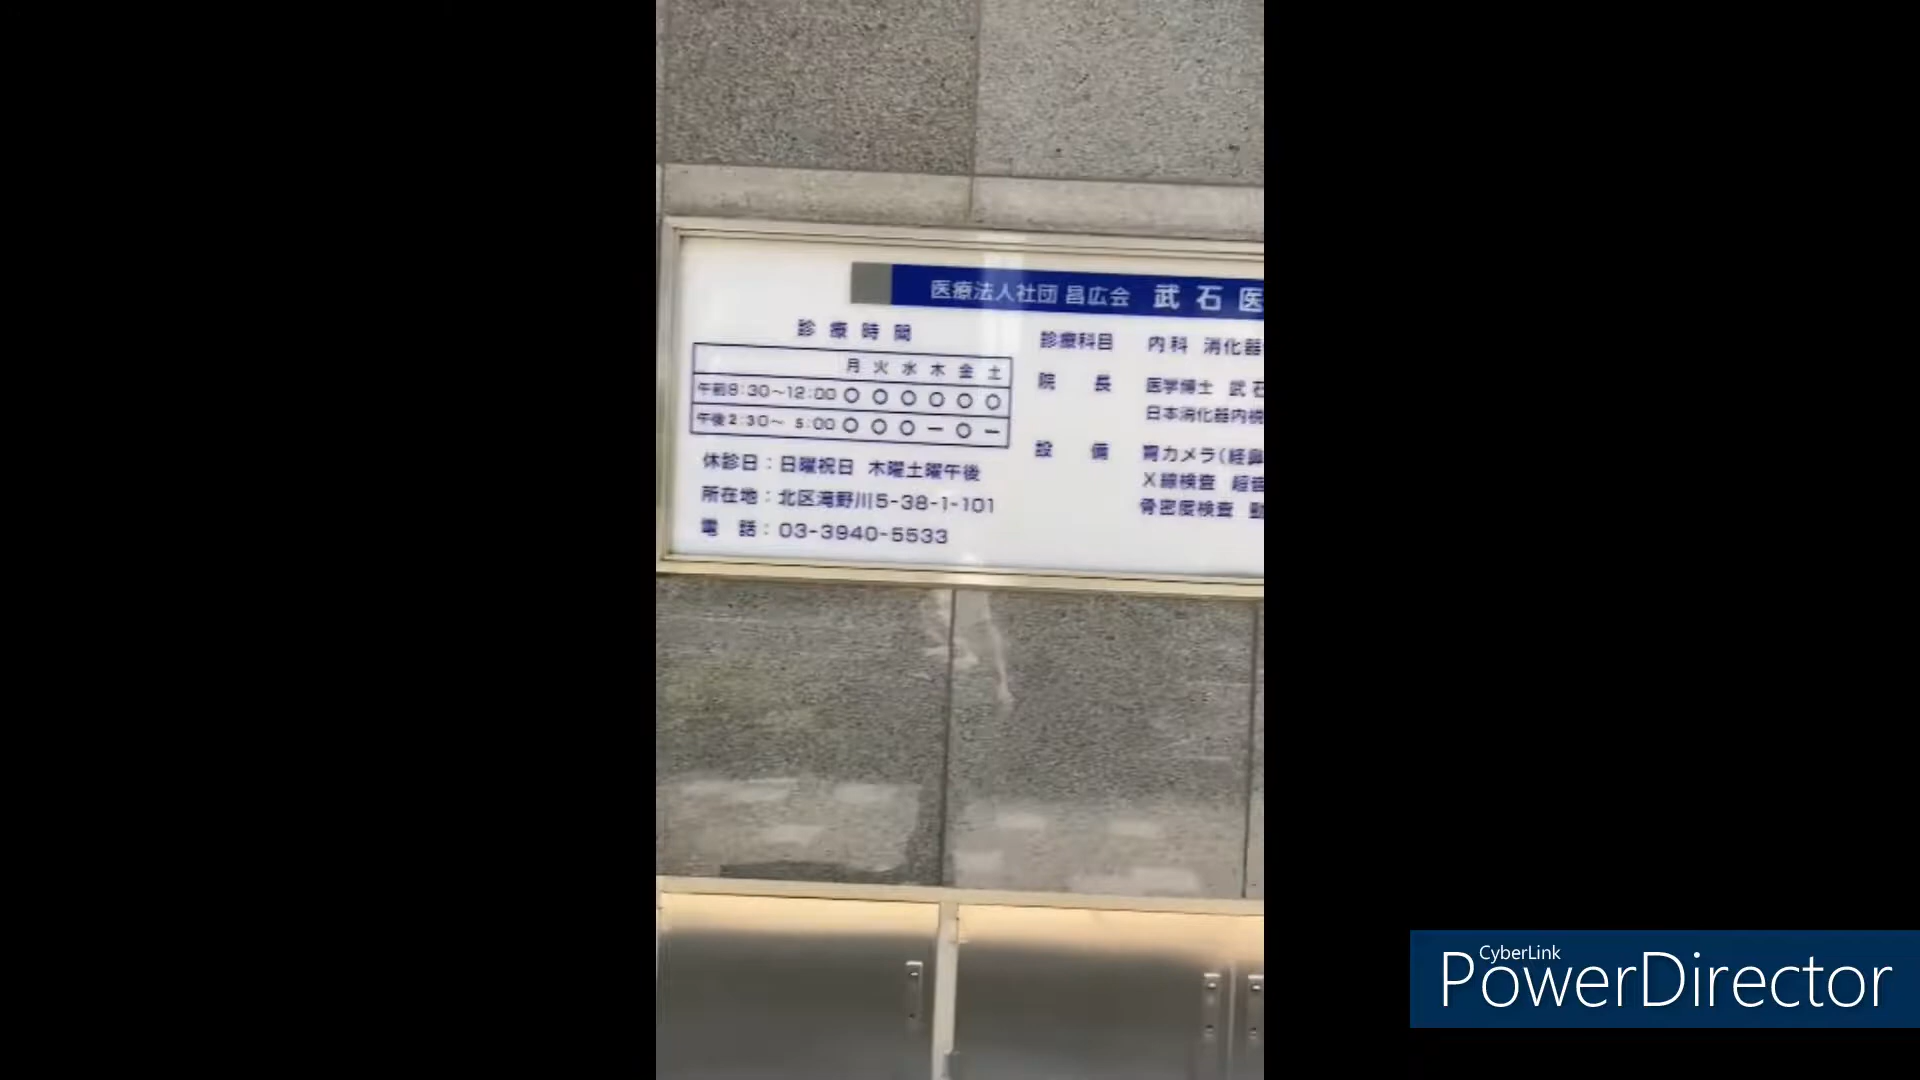 医療法人社団 昌広会 武石医
診療時間
月 火 水 木 金 土
午前8:30～12:00 ○ ○ ○ ○ ○ ○
午後2:30～ 5:00 ○ ○ ○ － ○ －
休診日：日曜祝日 木曜土曜午後
所在地：北区滝野川5-38-1-101
電 話：03-3940-5533
診療科目 内科 消化器
院 長 医学博士 武石
日本消化器内視
設 備 胃カメラ(経鼻
X線検査 超音
骨密度検査 動
CyberLink
PowerDirector